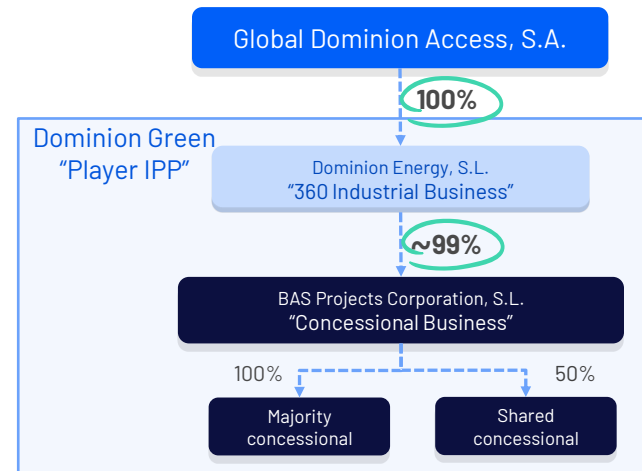 Global Dominion Access, S.A.
100%
Dominion Green
“Player IPP”
Dominion Energy, S.L.
“360 Industrial Business”
~99%
BAS Projects Corporation, S.L.
“Concessional Business”
100%
50%
Majority
concessional
Shared
concessional